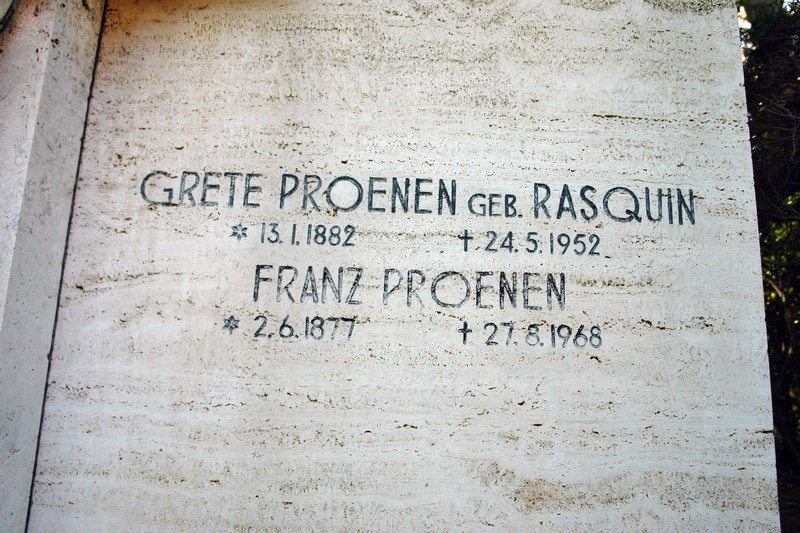 GRETE PROENEN GEB. RASQUIN
* 13.1.1882 † 24.5.1952
FRANZ PROENEN
* 2.6.1877 † 27.8.1968